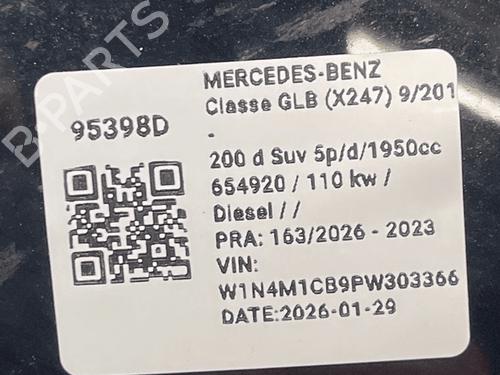 B-PARTS
MERCEDES-BENZ
Classe GLB (X247) 9/201
-
95398D
200 d Suv 5p/d/1950cc
654920 / 110 kw /
Diesel / /
PRA: 163/2026 - 2023
VIN:
W1N4M1CB9PW303366
DATE:2026-01-29